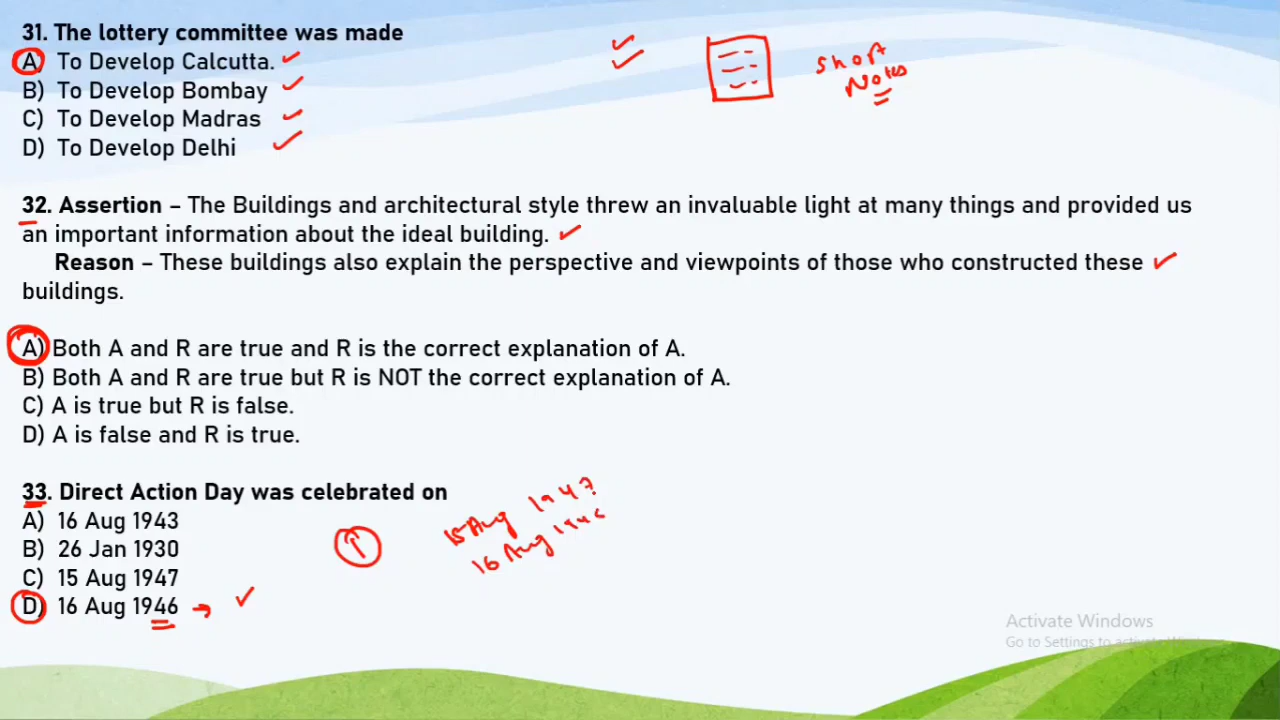 31. The lottery committee was made
A) To Develop Calcutta.
B) To Develop Bombay
C) To Develop Madras
D) To Develop Delhi
Short
Notes
32. Assertion – The Buildings and architectural style threw an invaluable light at many things and provided us
an important information about the ideal building.
Reason – These buildings also explain the perspective and viewpoints of those who constructed these
buildings.
A) Both A and R are true and R is the correct explanation of A.
B) Both A and R are true but R is NOT the correct explanation of A.
C) A is true but R is false.
D) A is false and R is true.
33. Direct Action Day was celebrated on
A) 16 Aug 1943
B) 26 Jan 1930
C) 15 Aug 1947
D) 16 Aug 1946
15 Aug 1947
16 Aug 1946
Activate Windows
Go to Settings to activate Windows